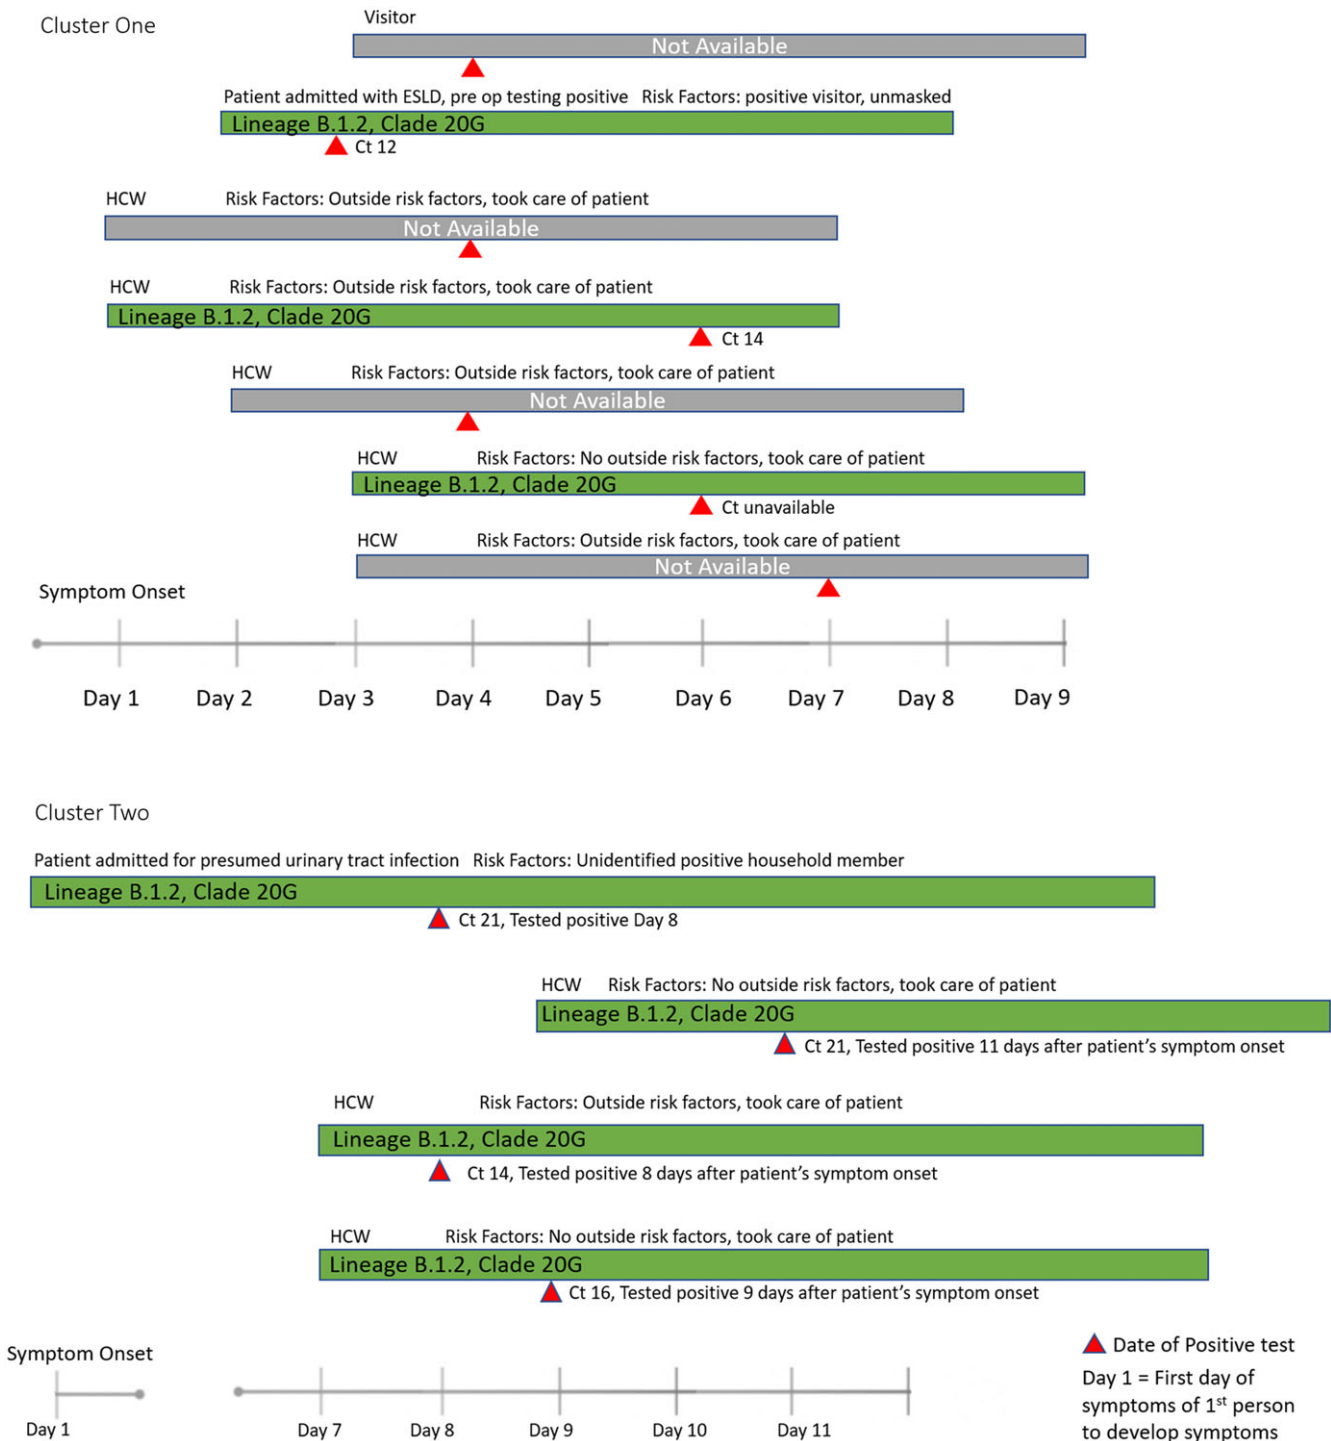 Cluster One
Visitor
Not Available
Patient admitted with ESLD, pre op testing positive Risk Factors: positive visitor, unmasked
Lineage B.1.2, Clade 20G
Ct 12
HCW Risk Factors: Outside risk factors, took care of patient
Not Available
HCW Risk Factors: Outside risk factors, took care of patient
Lineage B.1.2, Clade 20G
Ct 14
HCW Risk Factors: Outside risk factors, took care of patient
Not Available
HCW Risk Factors: No outside risk factors, took care of patient
Lineage B.1.2, Clade 20G
Ct unavailable
HCW Risk Factors: Outside risk factors, took care of patient
Not Available
Symptom Onset
Day 1 Day 2 Day 3 Day 4 Day 5 Day 6 Day 7 Day 8 Day 9
Cluster Two
Patient admitted for presumed urinary tract infection Risk Factors: Unidentified positive household member
Lineage B.1.2, Clade 20G
Ct 21, Tested positive Day 8
HCW Risk Factors: No outside risk factors, took care of patient
Lineage B.1.2, Clade 20G
Ct 21, Tested positive 11 days after patient's symptom onset
HCW Risk Factors: Outside risk factors, took care of patient
Lineage B.1.2, Clade 20G
Ct 14, Tested positive 8 days after patient's symptom onset
HCW Risk Factors: No outside risk factors, took care of patient
Lineage B.1.2, Clade 20G
Ct 16, Tested positive 9 days after patient's symptom onset
Symptom Onset
Day 1 Day 7 Day 8 Day 9 Day 10 Day 11
Date of Positive test
Day 1 = First day of
symptoms of 1st person
to develop symptoms